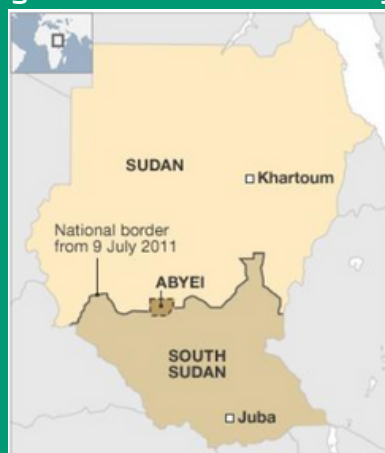 SUDAN
Khartoum
National border
from 9 July 2011
ABYEI
SOUTH
SUDAN
Juba